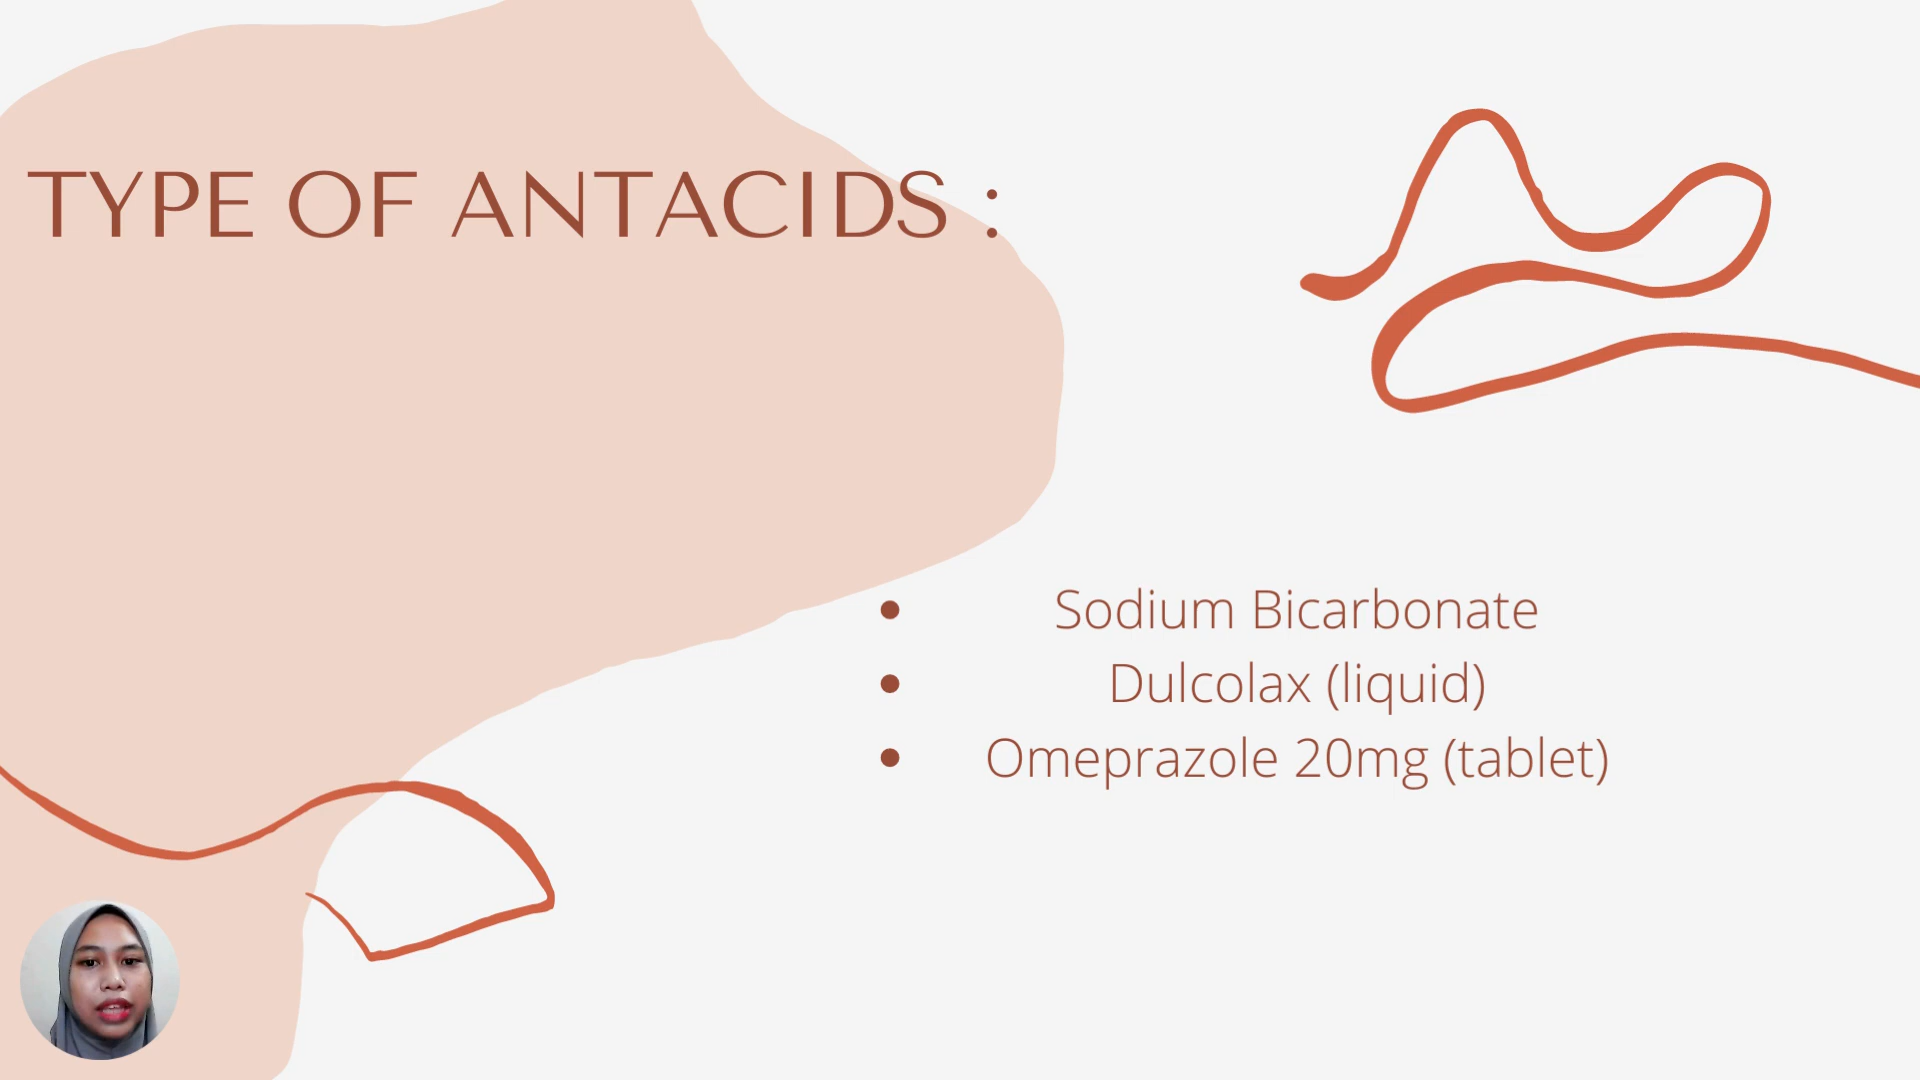 TYPE OF ANTACIDS :
• Sodium Bicarbonate
• Dulcolax (liquid)
• Omeprazole 20mg (tablet)